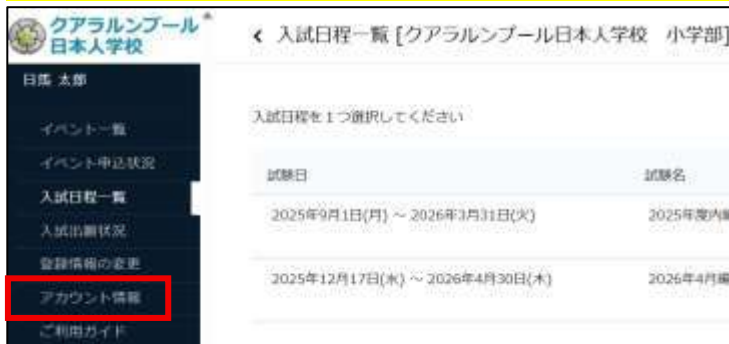 クアラルンプール
日本人学校
日馬 太郎
イベント一覧
イベント申込状況
入試日程一覧
入試出願状況
登録情報の変更
アカウント情報
ご利用ガイド
入試日程一覧 [クアラルンプール日本人学校 小学部]
入試日程を１つ選択してください
試験日 試験名
2025年9月1日(月) ～ 2026年3月31日(火) 2025年度内
2025年12月17日(水) ～ 2026年4月30日(木) 2026年4月編